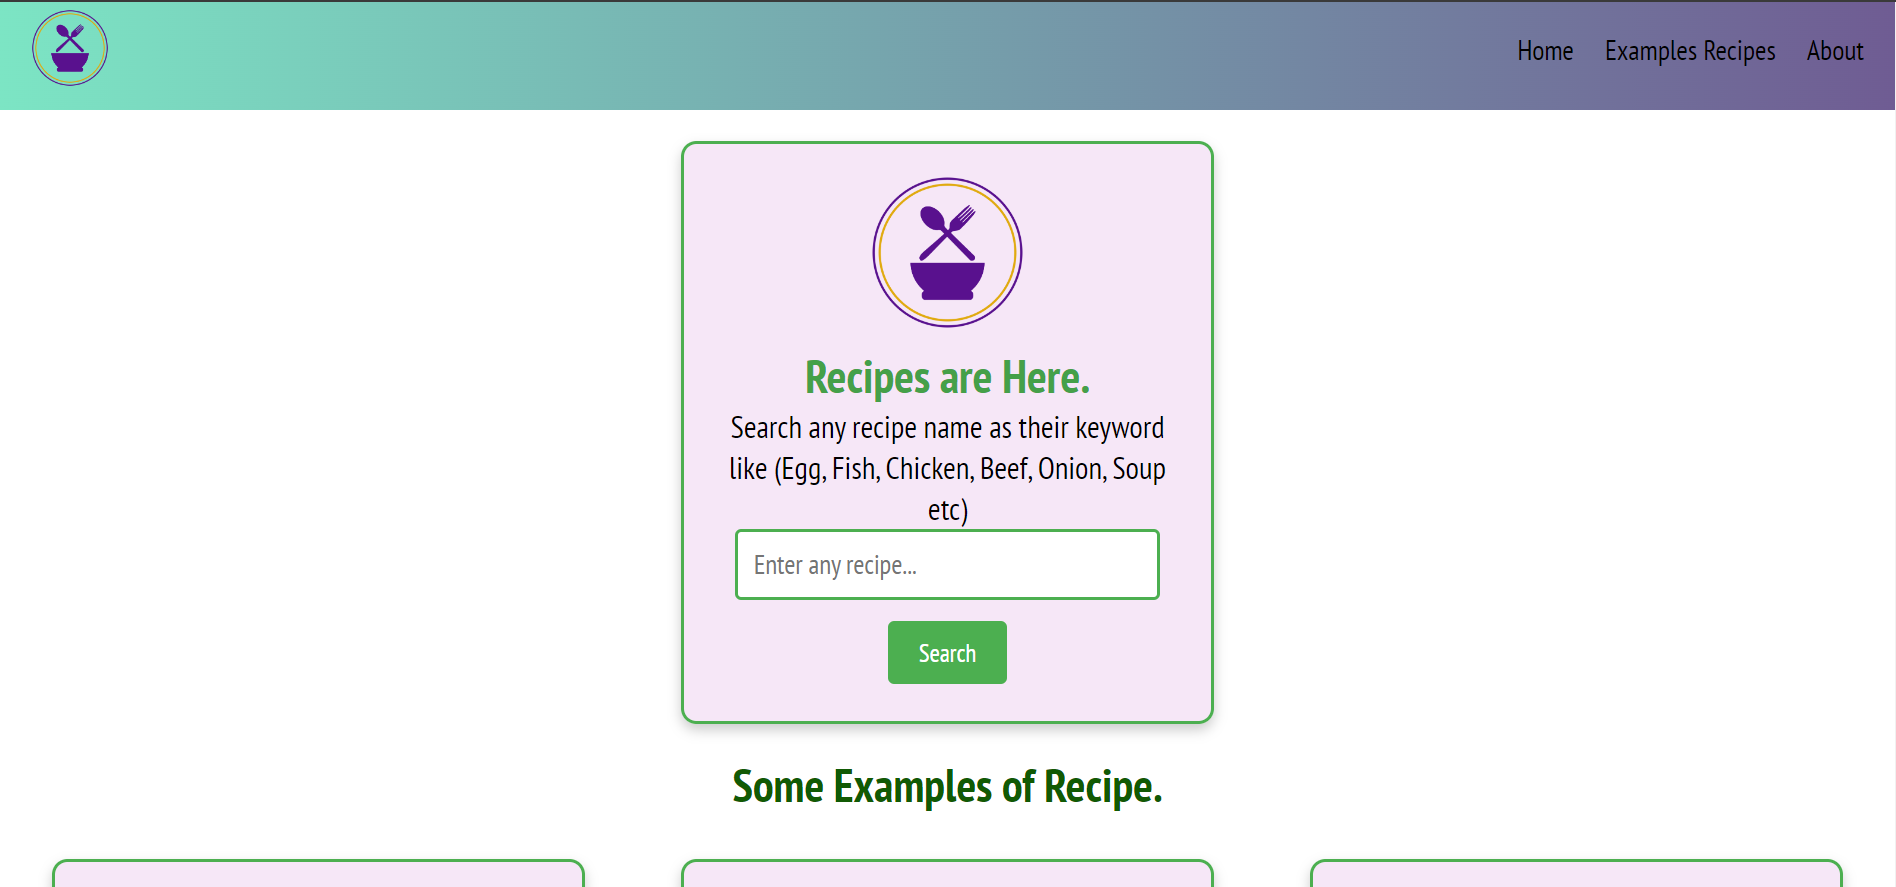 Home Examples Recipes About
Recipes are Here.
Search any recipe name as their keyword
like (Egg, Fish, Chicken, Beef, Onion, Soup
etc)
Enter any recipe...
Search
Some Examples of Recipe.